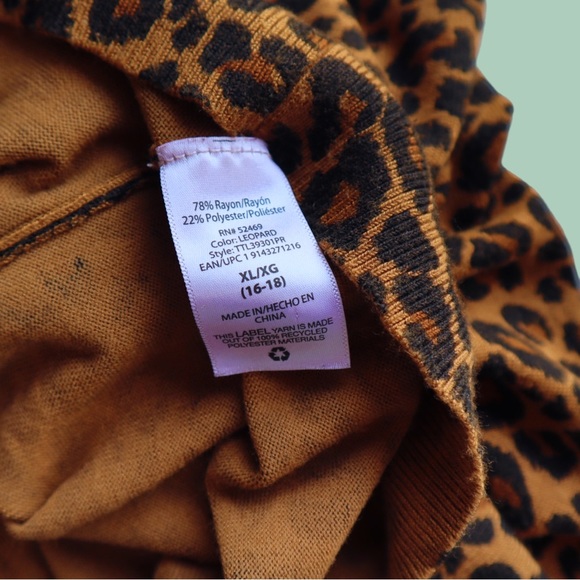 78% Rayon/Rayón
22% Polyester/Poliéster
RN# 52469
Color: LEOPARD
Style: TTL39301PR
EAN/UPC 1 9143271216
XL/XG
(16-18)
MADE IN/HECHO EN
CHINA
THIS LABEL YARN IS MADE
OUT OF 100% RECYCLED
POLYESTER MATERIALS